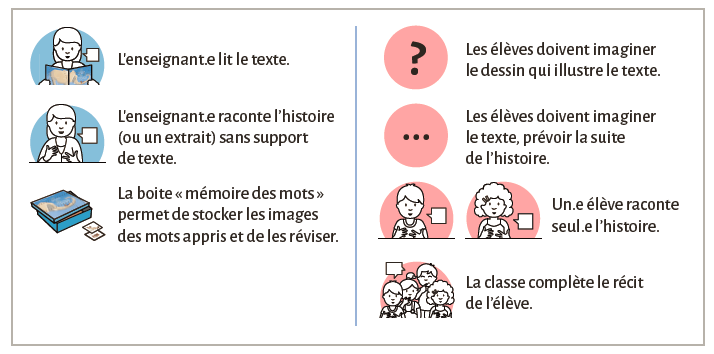 L'enseignant.e lit le texte.
L'enseignant.e raconte l'histoire
(ou un extrait) sans support
de texte.
La boite « mémoire des mots »
permet de stocker les images
des mots appris et de les réviser.
?
Les élèves doivent imaginer
le dessin qui illustre le texte.
...
Les élèves doivent imaginer
le texte, prévoir la suite
de l'histoire.
Un.e élève raconte
seul.e l'histoire.
La classe complète le récit
de l'élève.